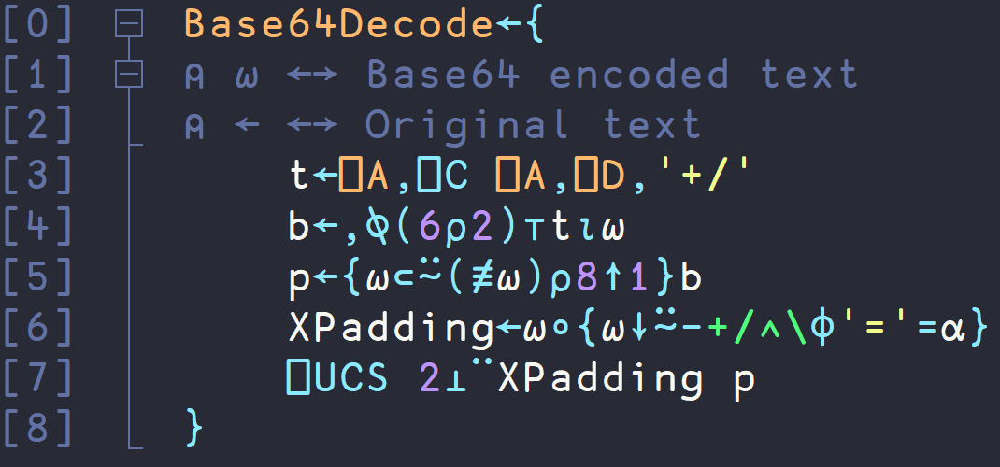 [0] Base64Decode←{
[1] ⍝ ⍵ ←→ Base64 encoded text
[2] ⍝ ← ←→ Original text
[3] t←⎕A,⎕C ⎕A,⎕D,'+/'
[4] b←,⍉(6⍴2)⊤t⍳⍵
[5] p←{⍵⊂⍨(≢⍵)⍴8↑1}b
[6] XPadding←⍵∘{⍵↓⍨-+/∧\⌽'='=⍺}
[7] ⎕UCS 2⊥¨XPadding p
[8] }